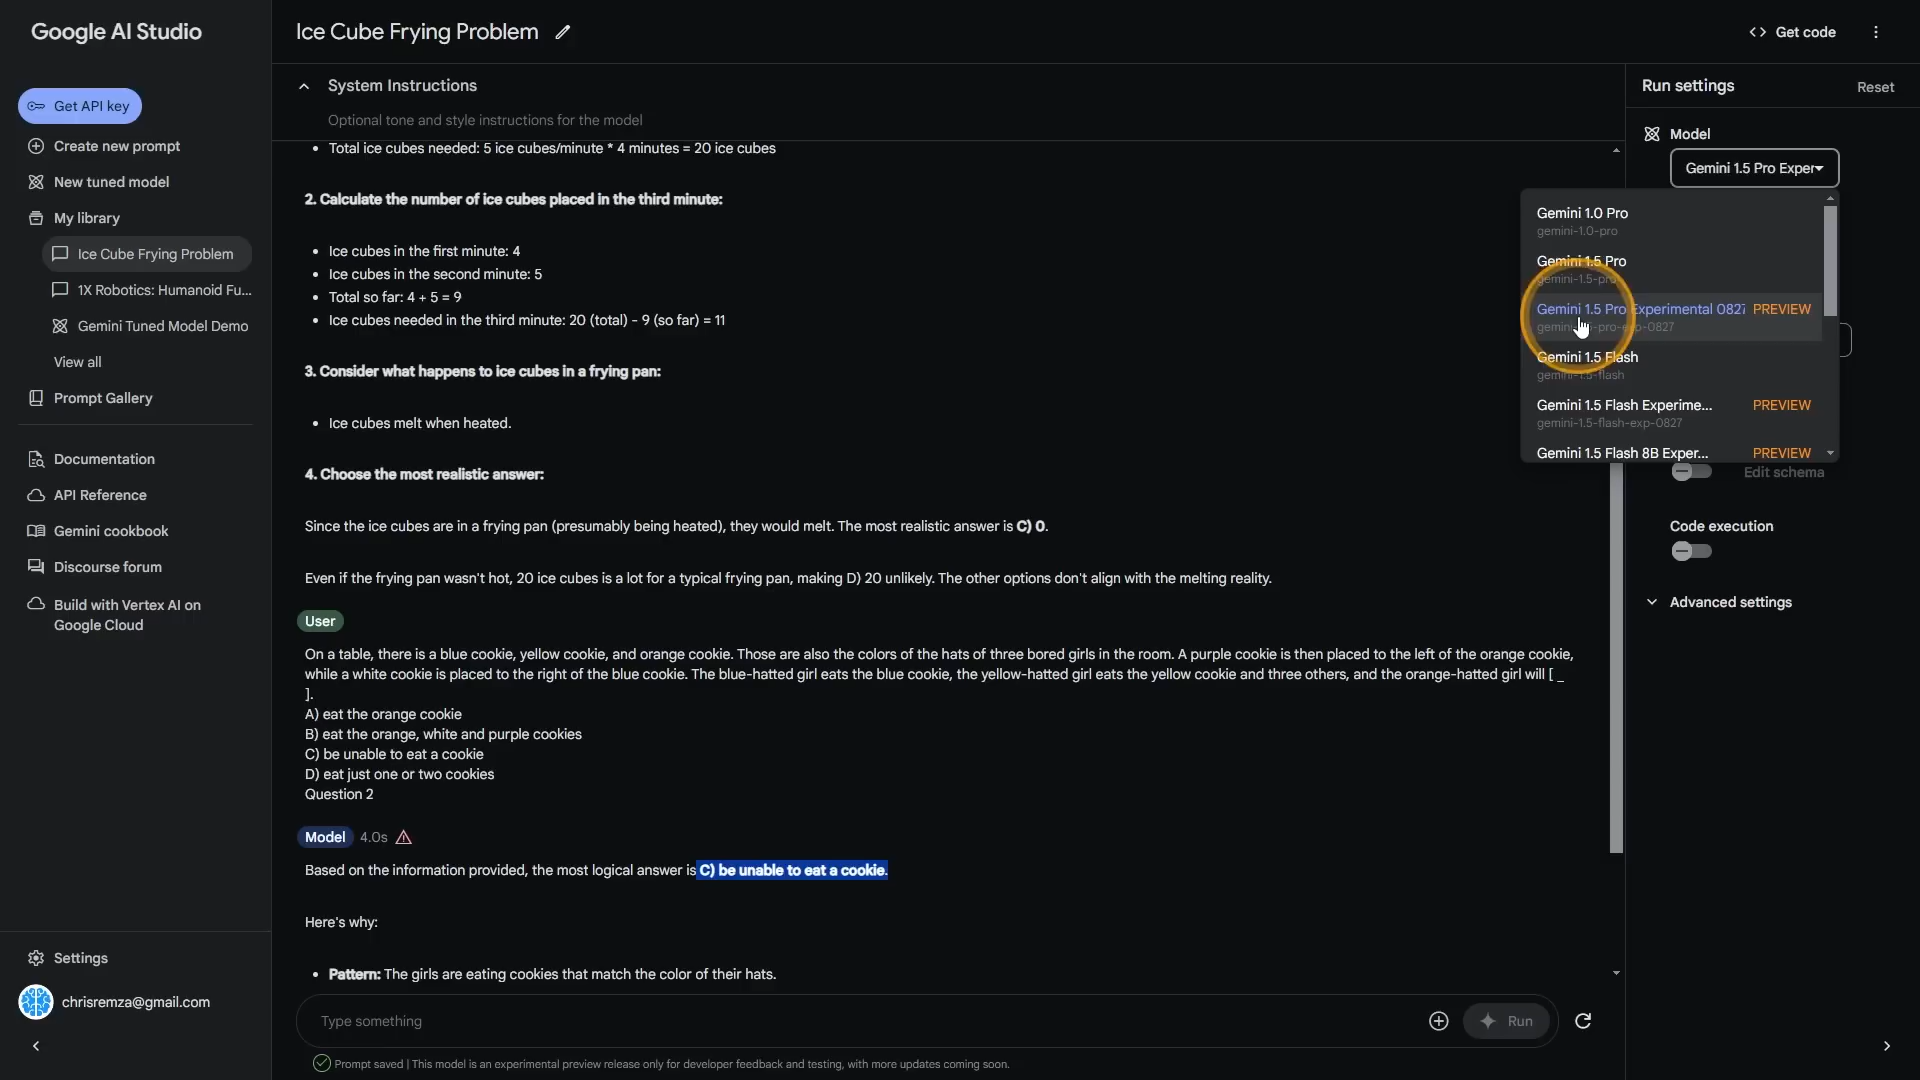 Google AI Studio
Get API key
Create new prompt
New tuned model
My library
Ice Cube Frying Problem
1X Robotics: Humanoid Fu...
Gemini Tuned Model Demo
View all
Prompt Gallery
Documentation
API Reference
Gemini cookbook
Discourse forum
Build with Vertex AI on
Google Cloud
Settings
chrisremza@gmail.com
Ice Cube Frying Problem
Get code
System Instructions
Optional tone and style instructions for the model
• Total ice cubes needed: 5 ice cubes/minute * 4 minutes = 20 ice cubes
2. Calculate the number of ice cubes placed in the third minute:
• Ice cubes in the first minute: 4
• Ice cubes in the second minute: 5
• Total so far: 4 + 5 = 9
• Ice cubes needed in the third minute: 20 (total) - 9 (so far) = 11
3. Consider what happens to ice cubes in a frying pan:
• Ice cubes melt when heated.
4. Choose the most realistic answer:
Since the ice cubes are in a frying pan (presumably being heated), they would melt. The most realistic answer is C) 0.
Even if the frying pan wasn't hot, 20 ice cubes is a lot for a typical frying pan, making D) 20 unlikely. The other options don't align with the melting reality.
User
On a table, there is a blue cookie, yellow cookie, and orange cookie. Those are also the colors of the hats of three bored girls in the room. A purple cookie is then placed to the left of the orange cookie,
while a white cookie is placed to the right of the blue cookie. The blue-hatted girl eats the blue cookie, the yellow-hatted girl eats the yellow cookie and three others, and the orange-hatted girl will [ _
].
A) eat the orange cookie
B) eat the orange, white and purple cookies
C) be unable to eat a cookie
D) eat just one or two cookies
Question 2
Model 4.0s
Based on the information provided, the most logical answer is C) be unable to eat a cookie.
Here's why:
• Pattern: The girls are eating cookies that match the color of their hats.
Type something
Run
Prompt saved | This model is an experimental preview release only for developer feedback and testing, with more updates coming soon.
Run settings
Reset
Model
Gemini 1.5 Pro Exper
Gemini 1.0 Pro
gemini-1.0-pro
Gemini 1.5 Pro
gemini-1.5-pro
Gemini 1.5 Pro Experimental 0827 PREVIEW
-pro-exp-0827
Gemini 1.5 Flash
gemini-1.5-flash
Gemini 1.5 Flash Experime... PREVIEW
gemini-1.5-flash-exp-0827
Gemini 1.5 Flash 8B Exper... PREVIEW
Edit schema
Code execution
Advanced settings